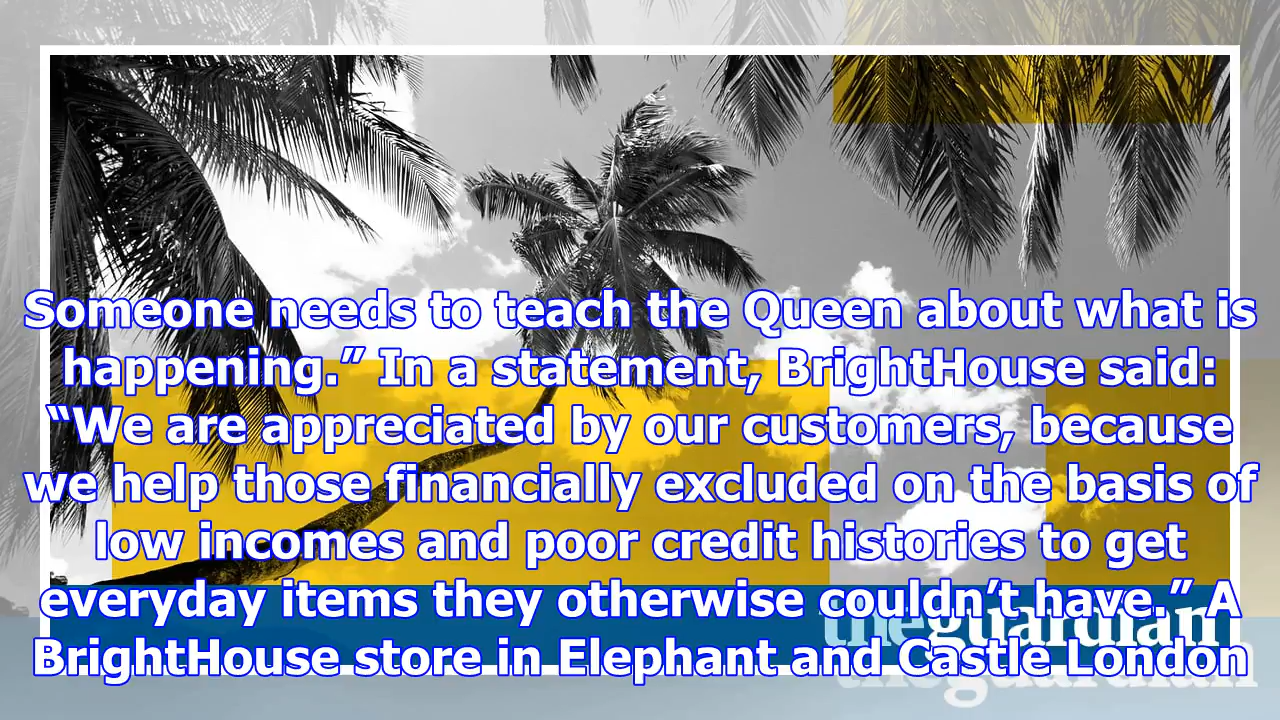 Someone needs to teach the Queen about what is
happening.” In a statement, BrightHouse said:
“We are appreciated by our customers, because
we help those financially excluded on the basis of
low incomes and poor credit histories to get
everyday items they otherwise couldn’t have.” A
BrightHouse store in Elephant and Castle London
theguardian
theguardian